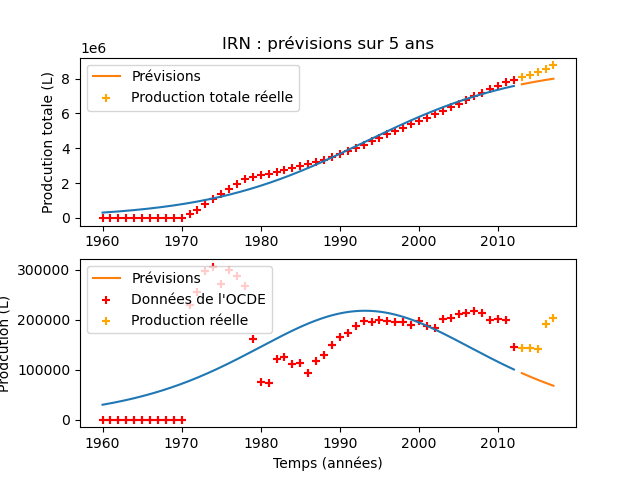 IRN : prévisions sur 5 ans
1e6
Prodcution totale (L)
8
6
4
2
0
Prévisions
Production totale réelle
1960 1970 1980 1990 2000 2010
Prodcution (L)
300000
200000
100000
0
Prévisions
Données de l'OCDE
Production réelle
1960 1970 1980 1990 2000 2010
Temps (années)